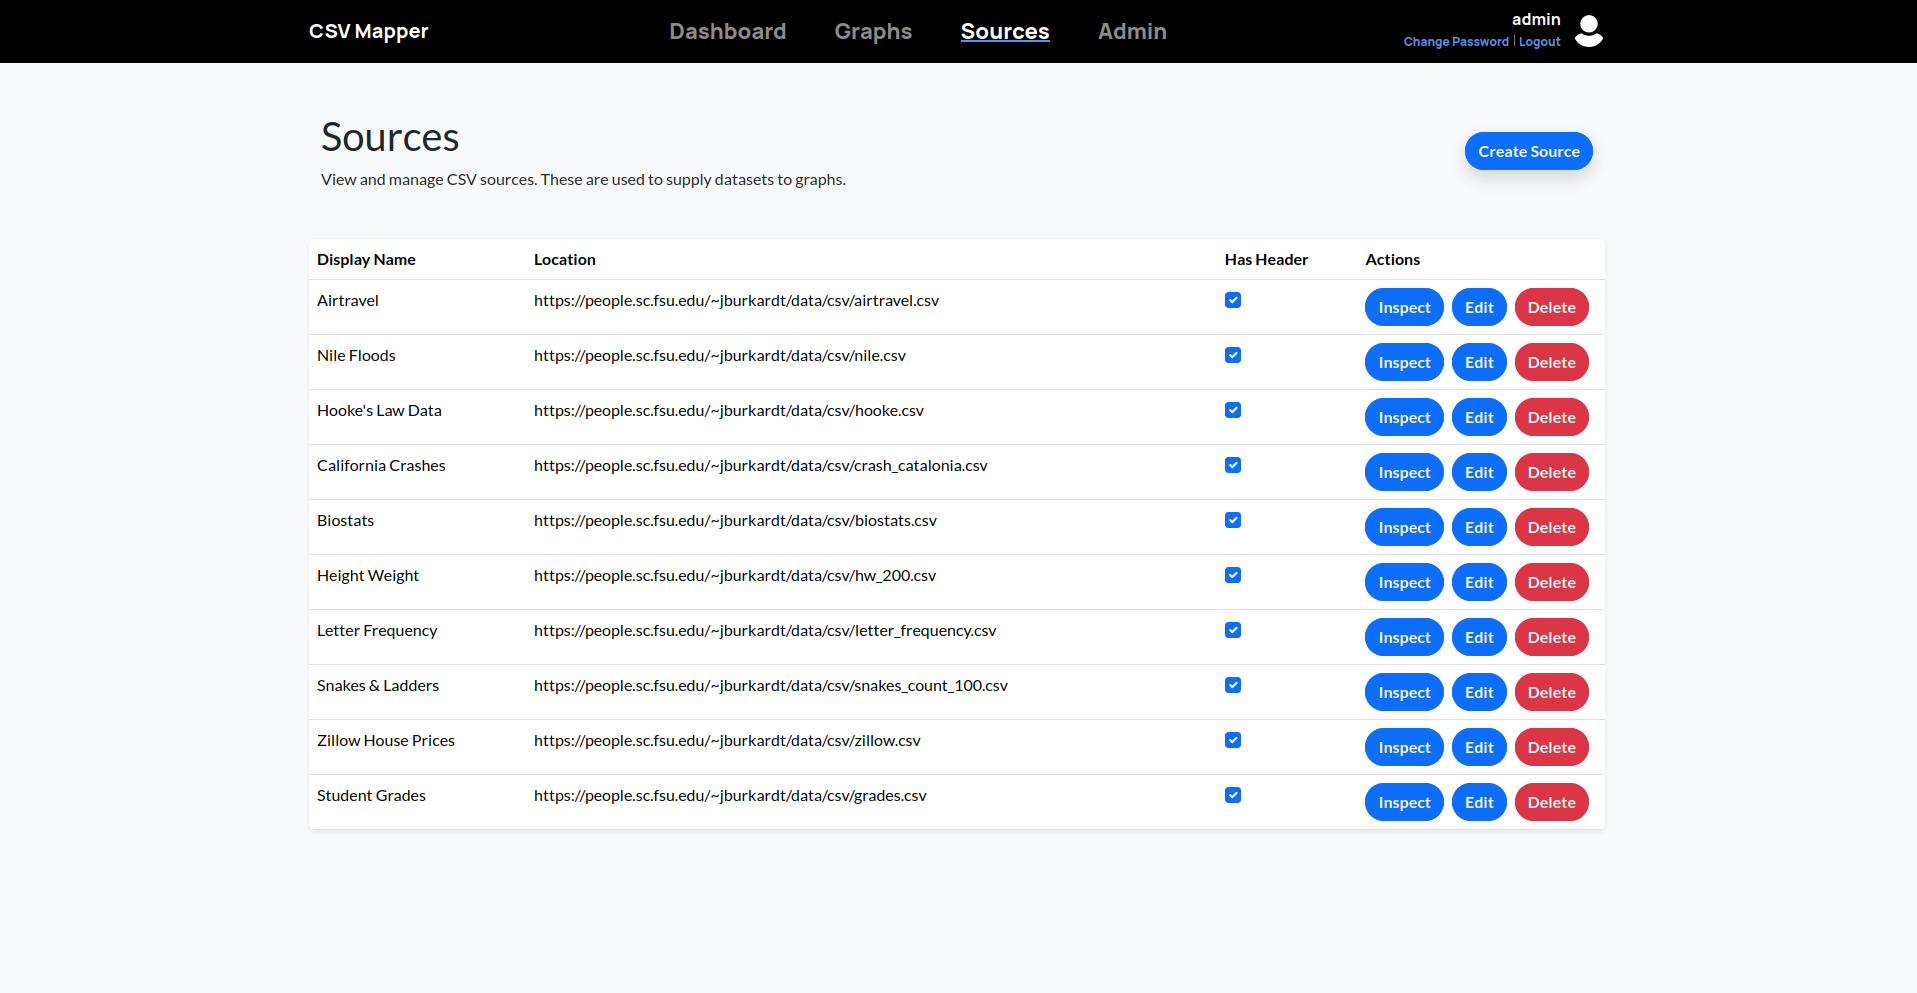 CSV Mapper
Dashboard Graphs Sources Admin
admin
Change Password | Logout
Sources
View and manage CSV sources. These are used to supply datasets to graphs.
Create Source
Display Name Location Has Header Actions
Airtravel https://people.sc.fsu.edu/~jburkardt/data/csv/airtravel.csv Inspect Edit Delete
Nile Floods https://people.sc.fsu.edu/~jburkardt/data/csv/nile.csv Inspect Edit Delete
Hooke's Law Data https://people.sc.fsu.edu/~jburkardt/data/csv/hooke.csv Inspect Edit Delete
California Crashes https://people.sc.fsu.edu/~jburkardt/data/csv/crash_catalonia.csv Inspect Edit Delete
Biostats https://people.sc.fsu.edu/~jburkardt/data/csv/biostats.csv Inspect Edit Delete
Height Weight https://people.sc.fsu.edu/~jburkardt/data/csv/hw_200.csv Inspect Edit Delete
Letter Frequency https://people.sc.fsu.edu/~jburkardt/data/csv/letter_frequency.csv Inspect Edit Delete
Snakes & Ladders https://people.sc.fsu.edu/~jburkardt/data/csv/snakes_count_100.csv Inspect Edit Delete
Zillow House Prices https://people.sc.fsu.edu/~jburkardt/data/csv/zillow.csv Inspect Edit Delete
Student Grades https://people.sc.fsu.edu/~jburkardt/data/csv/grades.csv Inspect Edit Delete